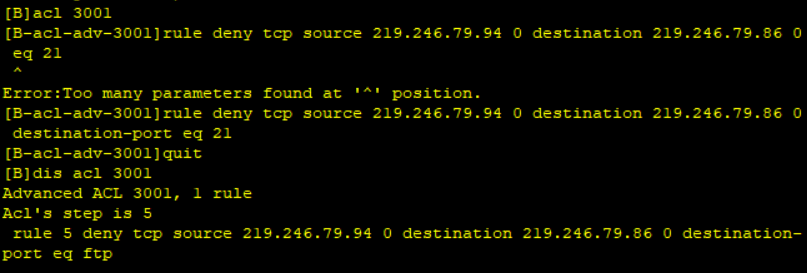 [B]acl 3001
[B-acl-adv-3001]rule deny tcp source 219.246.79.94 0 destination 219.246.79.86 0
 eq 21
 ^
Error:Too many parameters found at '^' position.
[B-acl-adv-3001]rule deny tcp source 219.246.79.94 0 destination 219.246.79.86 0
 destination-port eq 21
[B-acl-adv-3001]quit
[B]dis acl 3001
Advanced ACL 3001, 1 rule
Acl's step is 5
 rule 5 deny tcp source 219.246.79.94 0 destination 219.246.79.86 0 destination-
port eq ftp